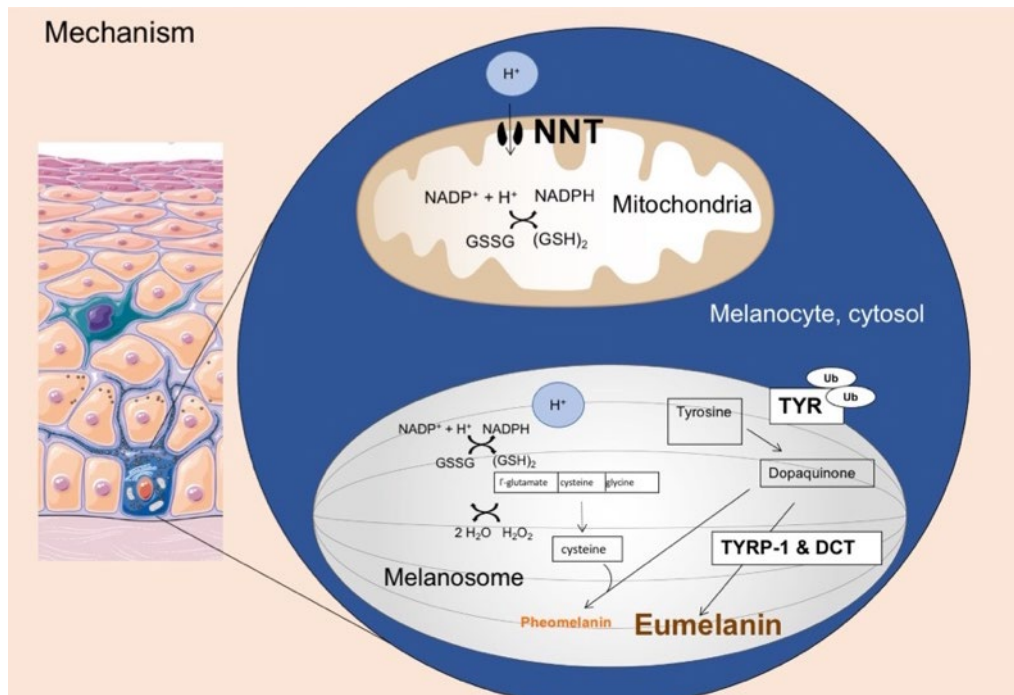 Mechanism
H⁺
NNT
NADP⁺ + H⁺ NADPH
Mitochondria
GSSG (GSH)₂
Melanocyte, cytosol
Ub
TYR Ub
H⁺
Tyrosine
NADP⁺ + H⁺ NADPH
GSSG (GSH)₂
Dopaquinone
Γ-glutamate cysteine glycine
2 H₂O H₂O₂
cysteine
TYRP-1 & DCT
Melanosome
Pheomelanin
Eumelanin